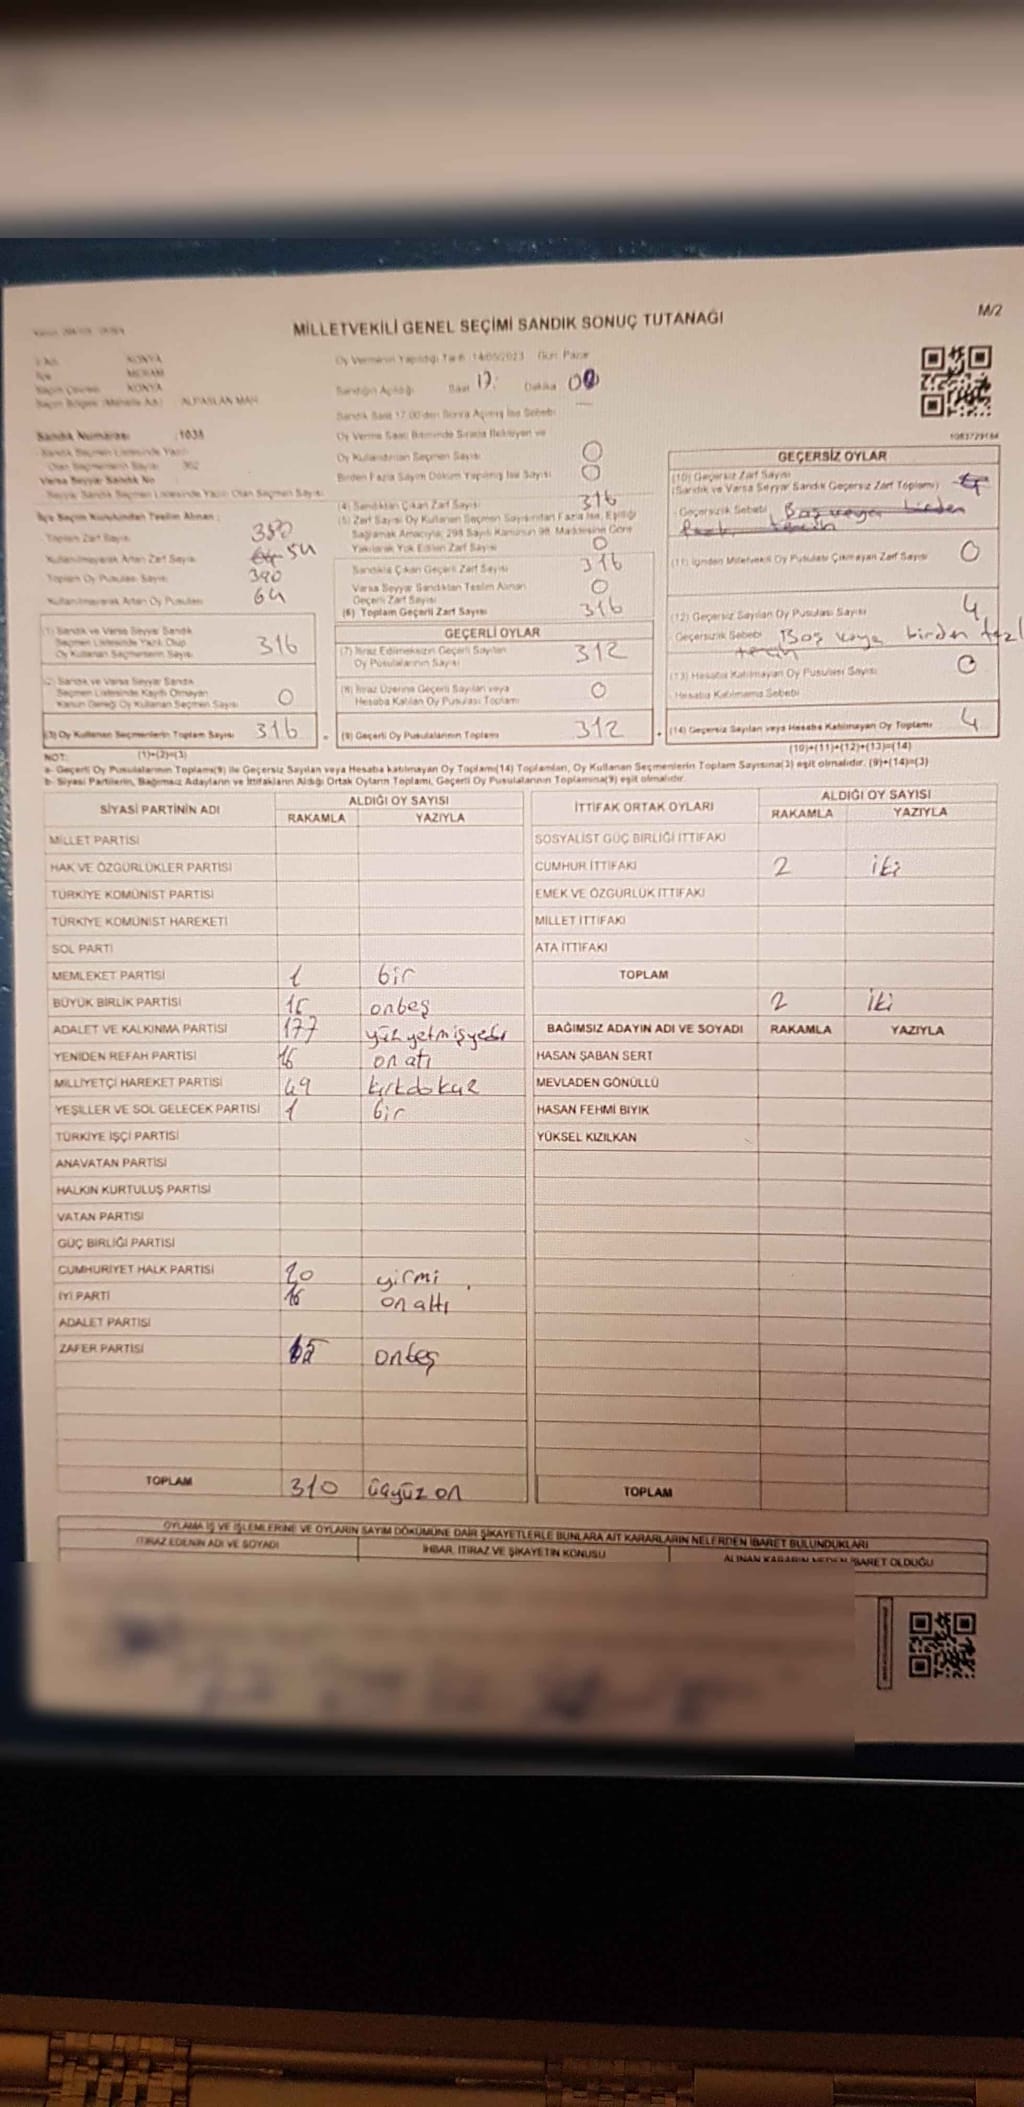 MİLLETVEKİLİ GENEL SEÇİMİ SANDIK SONUÇ TUTANAĞI
M/2
KONYA
Oy Vermenin Yapıldığı Tarih :14/05/2023 Gün: Pazar
İlçe MERAM
Seçim Çevresi KONYA
Sandığın Açıldığı Saat 17: Dakika 00
Seçim Bölgesi (Mahalle Adı) : ALPASLAN MAH
Sandık Saat 17:00'den Sonra Açılmış İse Sebebi
Sandık Numarası :1038
1083729184
Oy Verme Saati Bitiminde Sırada Bekleyen ve
Oy Kullandırılan Seçmen Sayısı 0
Birden Fazla Sayım Döküm Yapılmış İse Sayısı 0
Sandık Seçmen Listesinde Yazılı
Olan Seçmenlerin Sayısı 362
Varsa Seyyar Sandık No
Seyyar Sandık Seçmen Listesinde Yazılı Olan Seçmen Sayısı
İlçe Seçim Kurulundan Teslim Alınan :
Toplam Zarf Sayısı 380
Kullanılmayarak Artan Zarf Sayısı 64 54
Toplam Oy Pusulası Sayısı 390
Kullanılmayarak Artan Oy Pusulası 64
(1) Sandık ve Varsa Seyyar Sandık
Seçmen Listesinde Yazılı Olup
Oy Kullanan Seçmenlerin Sayısı 316
(2) Sandık ve Varsa Seyyar Sandık
Seçmen Listesinde Kayıtlı Olmayan
Kanun Gereği Oy Kullanan Seçmen Sayısı 0
(3) Oy Kullanan Seçmenlerin Toplam Sayısı 316
(4) Sandıktan Çıkan Zarf Sayısı 316
(5) Zarf Sayısı Oy Kullanan Seçmen Sayısından Fazla İse, Eşitliği
Sağlamak Amacıyla; 298 Sayılı Kanunun 98. Maddesine Göre
Yakılarak Yok Edilen Zarf Sayısı 0
Sandıkta Çıkan Geçerli Zarf Sayısı 316
Varsa Seyyar Sandıktan Teslim Alınan
Geçerli Zarf Sayısı 0
(6) Toplam Geçerli Zarf Sayısı 316
GEÇERLİ OYLAR
(7) İtiraz Edilmeksizin Geçerli Sayılan
Oy Pusulalarının Sayısı 312
(8) İtiraz Üzerine Geçerli Sayılan veya
Hesaba Katılan Oy Pusulası Toplamı 0
(9) Geçerli Oy Pusulalarının Toplamı 312
GEÇERSİZ OYLAR
(10) Geçersiz Zarf Sayısı
(Sandık ve Varsa Seyyar Sandık Geçersiz Zarf Toplamı)
Geçersizlik Sebebi Boş veya birden
tercih
(11) İçinden Milletvekili Oy Pusulası Çıkmayan Zarf Sayısı 0
(12) Geçersiz Sayılan Oy Pusulası Sayısı 4
Geçersizlik Sebebi Boş veya birden fazl
tercih
(13) Hesaba Katılmayan Oy Pusulası Sayısı 0
Hesaba Katılmama Sebebi
(14) Geçersiz Sayılan veya Hesaba Katılmayan Oy Toplamı 4
NOT: (1)+(2)=(3)
(10)+(11)+(12)+(13)=(14)
a- Geçerli Oy Pusulalarının Toplamı(9) ile Geçersiz Sayılan veya Hesaba katılmayan Oy Toplamı(14) Toplamları, Oy Kullanan Seçmenlerin Toplam Sayısına(3) eşit olmalıdır. (9)+(14)=(3)
b- Siyasi Partilerin, Bağımsız Adayların ve İttifakların Aldığı Ortak Oyların Toplamı, Geçerli Oy Pusulalarının Toplamına(9) eşit olmalıdır.
SİYASİ PARTİNİN ADI ALDIĞI OY SAYISI
RAKAMLA YAZIYLA
MİLLET PARTİSİ
HAK VE ÖZGÜRLÜKLER PARTİSİ
TÜRKİYE KOMÜNİST PARTİSİ
TÜRKİYE KOMÜNİST HAREKETİ
SOL PARTİ
MEMLEKET PARTİSİ 1 bir
BÜYÜK BİRLİK PARTİSİ 15 onbeş
ADALET VE KALKINMA PARTİSİ 177 yüzyetmişyedi
YENİDEN REFAH PARTİSİ 16 onatı
MİLLİYETÇİ HAREKET PARTİSİ 49 kırkdokuz
YEŞİLLER VE SOL GELECEK PARTİSİ 1 bir
TÜRKİYE İŞÇİ PARTİSİ
ANAVATAN PARTİSİ
HALKIN KURTULUŞ PARTİSİ
VATAN PARTİSİ
GÜÇ BİRLİĞİ PARTİSİ
CUMHURİYET HALK PARTİSİ 20 yirmi
İYİ PARTİ 16 onaltı
ADALET PARTİSİ
ZAFER PARTİSİ 15 onbeş
TOPLAM 310 üçyüzon
İTTİFAK ORTAK OYLARI ALDIĞI OY SAYISI
RAKAMLA YAZIYLA
SOSYALİST GÜÇ BİRLİĞİ İTTİFAKI
CUMHUR İTTİFAKI 2 iki
EMEK VE ÖZGÜRLÜK İTTİFAKI
MİLLET İTTİFAKI
ATA İTTİFAKI
TOPLAM
2 iki
BAĞIMSIZ ADAYIN ADI VE SOYADI RAKAMLA YAZIYLA
HASAN ŞABAN SERT
MEVLADEN GÖNÜLLÜ
HASAN FEHMİ BIYIK
YÜKSEL KIZILKAN
TOPLAM
OYLAMA İŞ VE İŞLEMLERİNE VE OYLARIN SAYIM DÖKÜMÜNE DAİR ŞİKAYETLERLE BUNLARA AİT KARARLARIN NELERDEN İBARET BULUNDUKLARI
İTİRAZ EDENİN ADI VE SOYADI İHBAR, İTİRAZ VE ŞİKAYETİN KONUSU ALINAN KARARIN NEDEN İBARET OLDUĞU